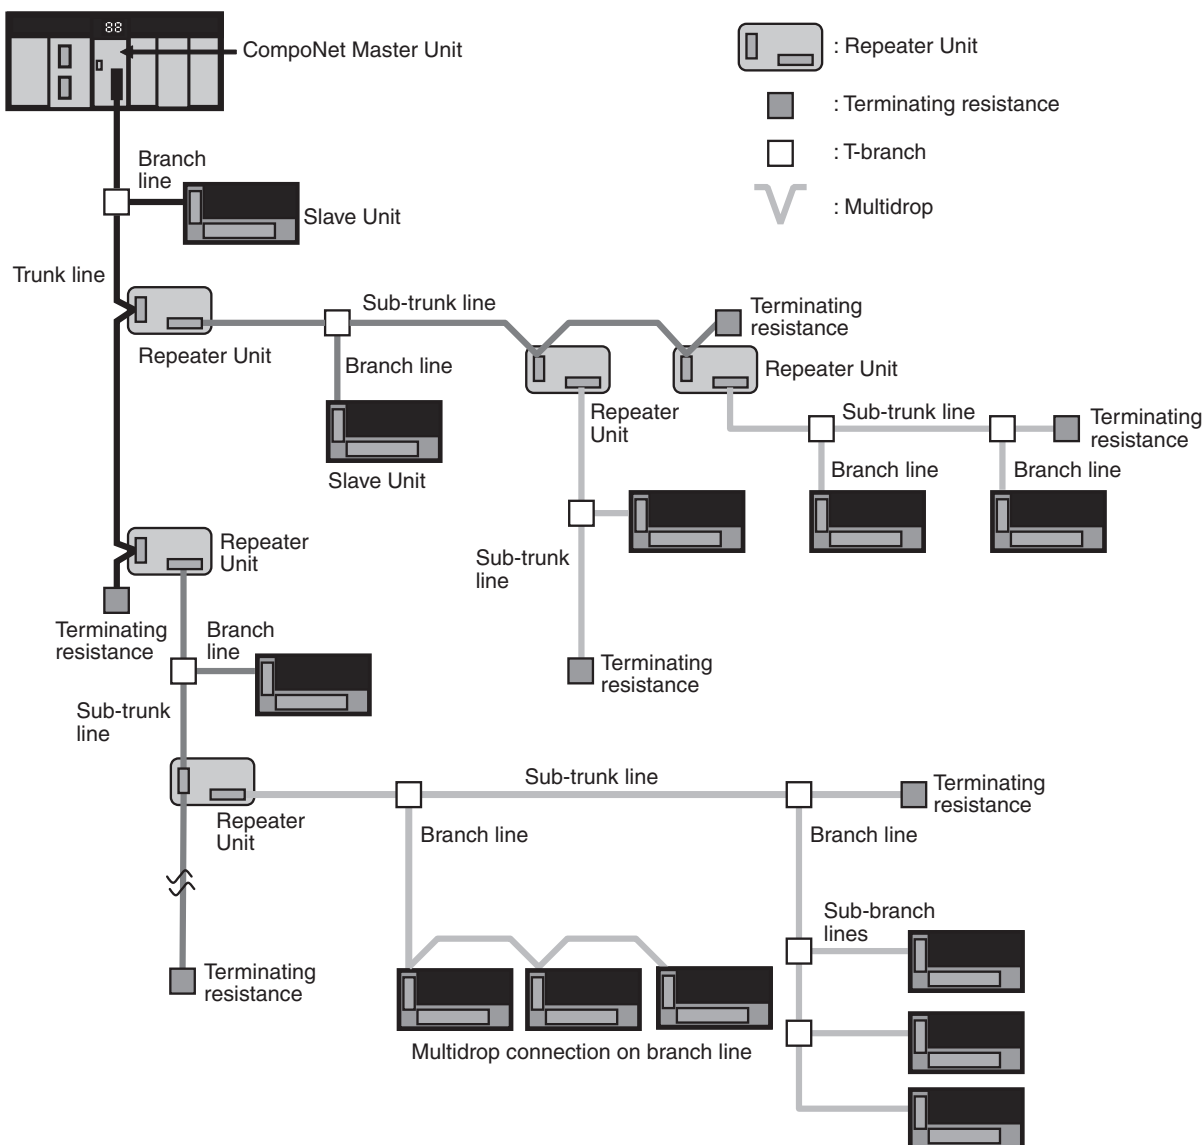 88
CompoNet Master Unit
: Repeater Unit
: Terminating resistance
: T-branch
: Multidrop
Branch
line
Slave Unit
Trunk line
Repeater Unit
Sub-trunk line
Branch line
Slave Unit
Terminating
resistance
Repeater Unit
Repeater
Unit
Sub-trunk line
Terminating
resistance
Branch line
Branch line
Sub-trunk
line
Terminating
resistance
Repeater
Unit
Terminating
resistance
Branch
line
Sub-trunk
line
Repeater
Unit
Sub-trunk line
Terminating
resistance
Branch line
Branch line
Sub-branch
lines
Terminating
resistance
Multidrop connection on branch line